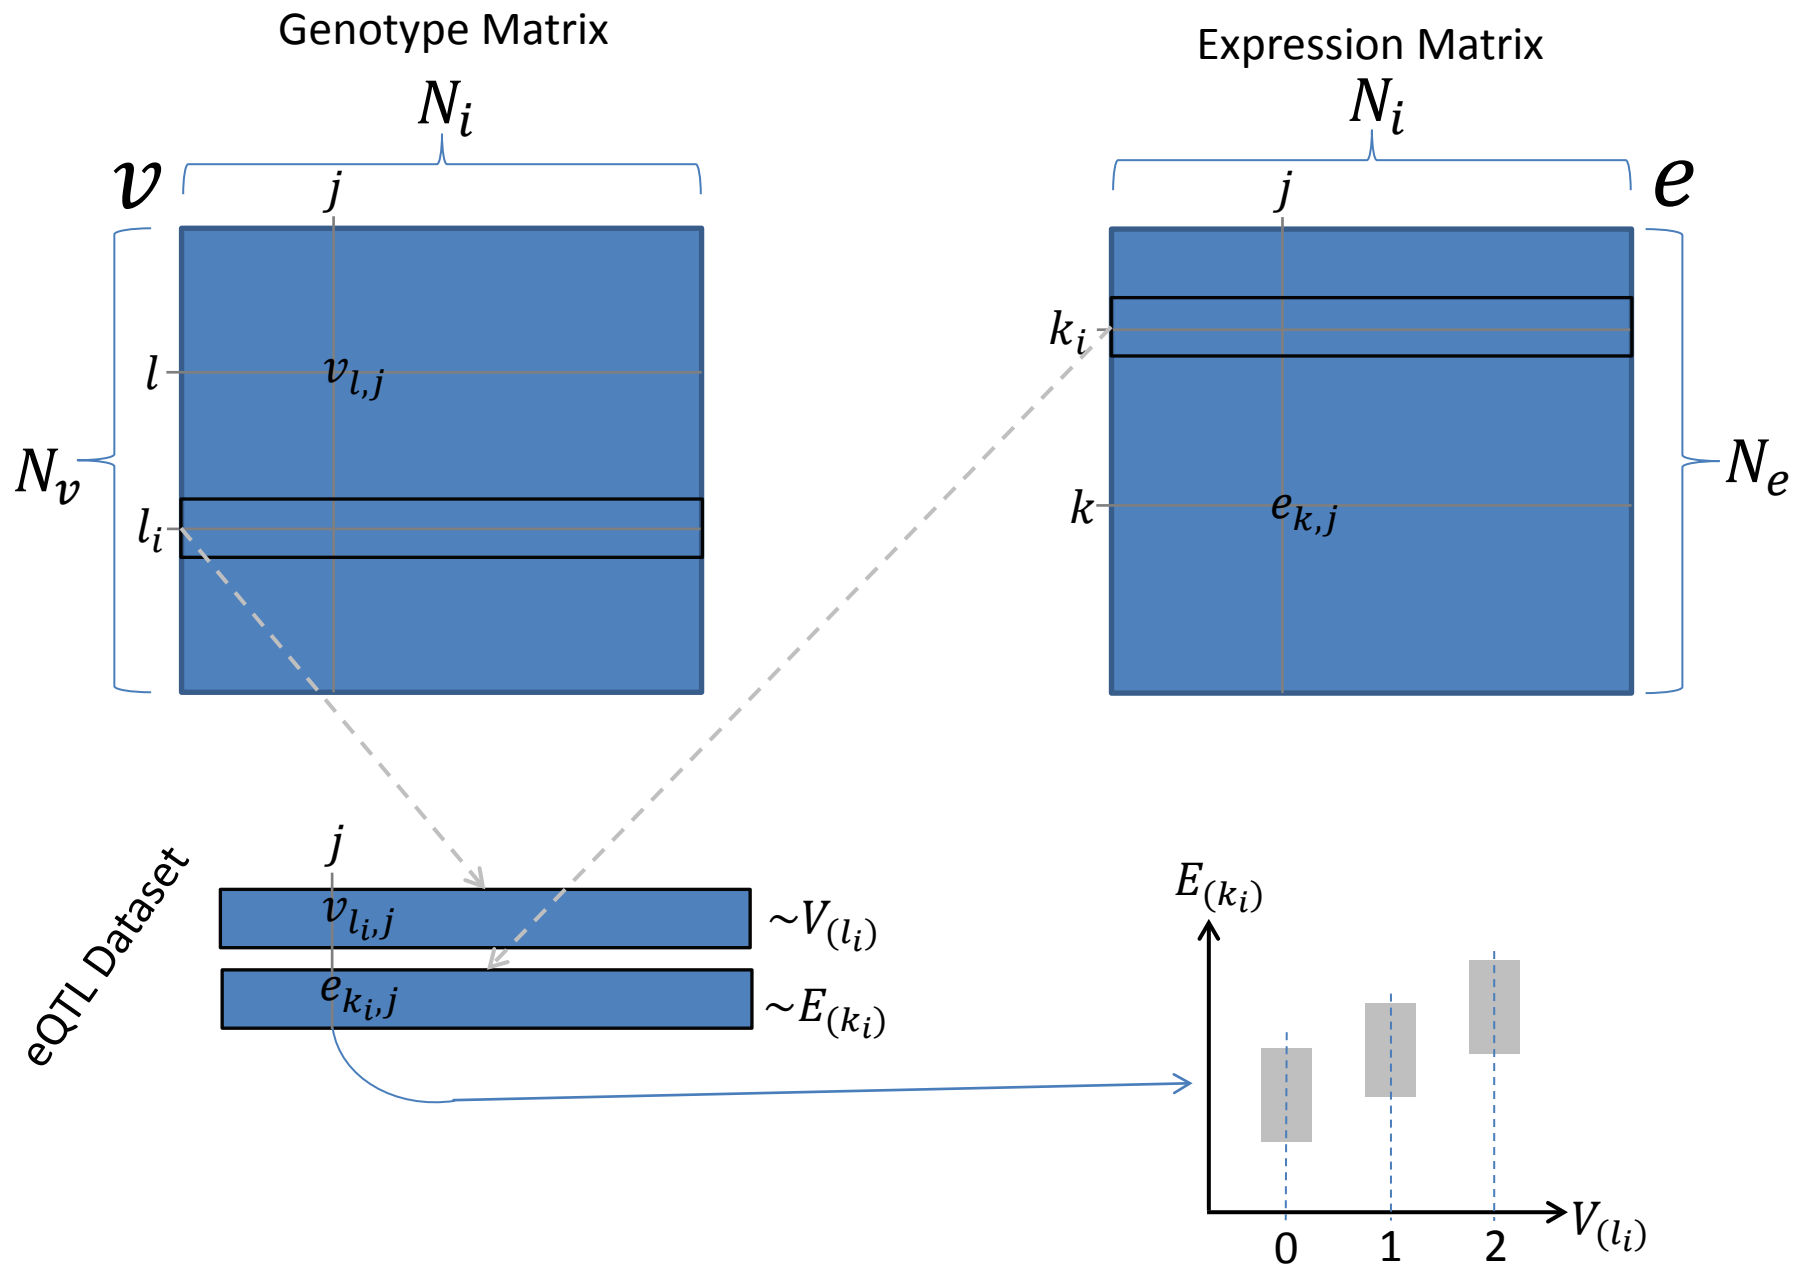 Genotype Matrix
Expression Matrix
N_i
N_i
v
e
j
j
k_i
l
v_{l,j}
N_v
N_e
k
e_{k,j}
l_i
eQTL Dataset
j
v_{l_i,j}
~V_{(l_i)}
e_{k_i,j}
~E_{(k_i)}
E_{(k_i)}
V_{(l_i)}
0 1 2